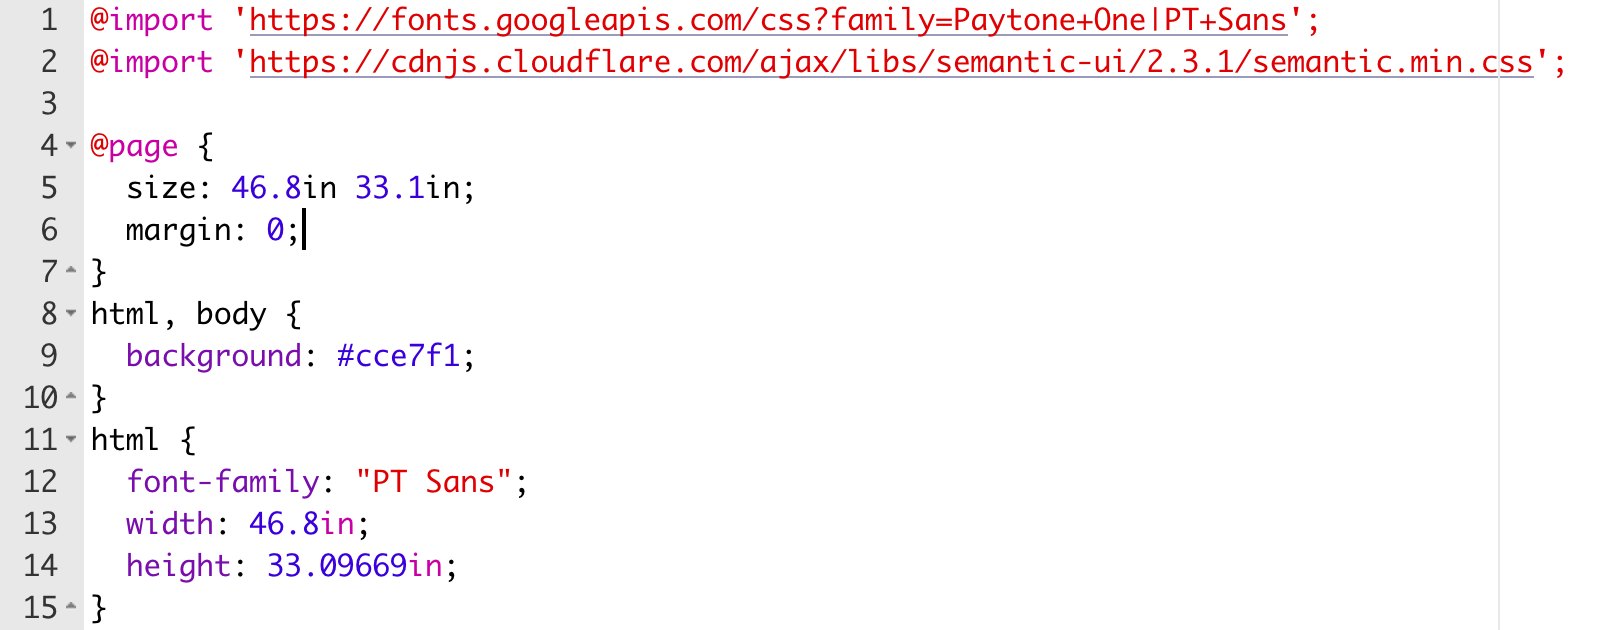 1 @import 'https://fonts.googleapis.com/css?family=Paytone+One|PT+Sans';
2 @import 'https://cdnjs.cloudflare.com/ajax/libs/semantic-ui/2.3.1/semantic.min.css';
3
4 @page {
5   size: 46.8in 33.1in;
6   margin: 0;
7 }
8 html, body {
9   background: #cce7f1;
10 }
11 html {
12   font-family: "PT Sans";
13   width: 46.8in;
14   height: 33.09669in;
15 }